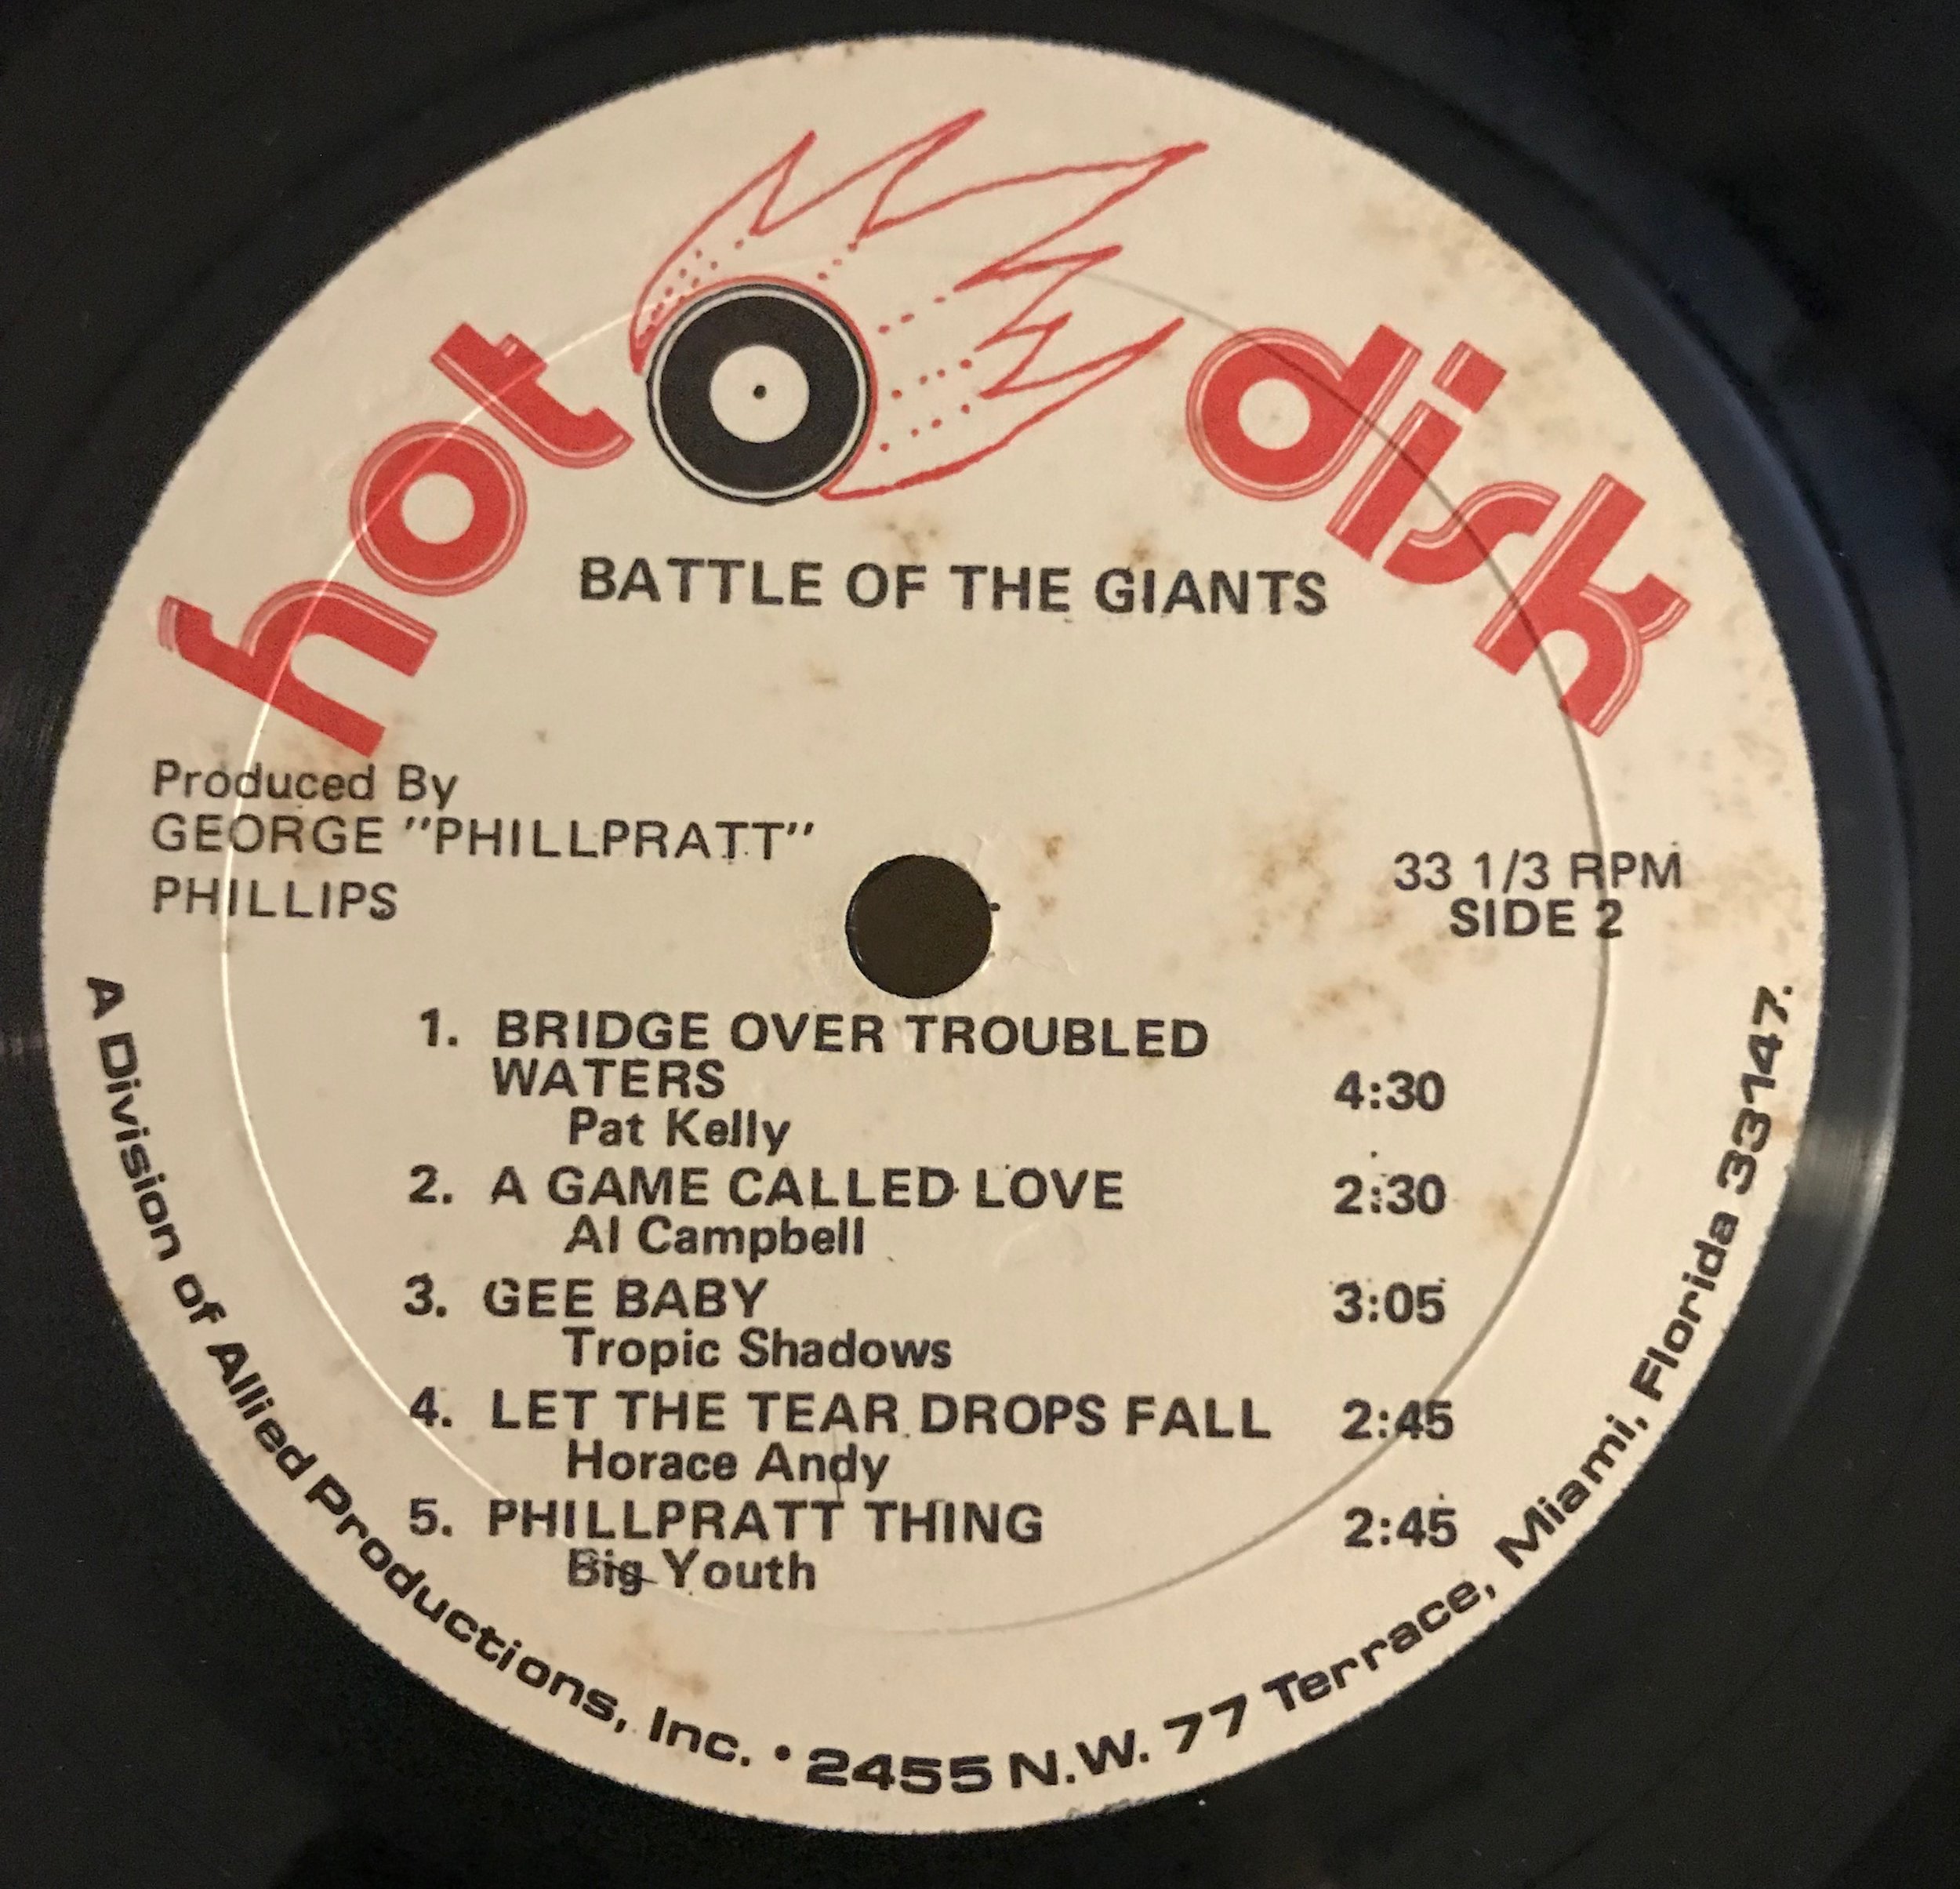 hot disk
BATTLE OF THE GIANTS
Produced By
GEORGE "PHILLPRATT"
PHILLIPS
33 1/3 RPM
SIDE 2
1. BRIDGE OVER TROUBLED
WATERS 4:30
Pat Kelly
2. A GAME CALLED LOVE 2:30
Al Campbell
3. GEE BABY 3:05
Tropic Shadows
4. LET THE TEAR DROPS FALL 2:45
Horace Andy
5. PHILLPRATT THING 2:45
Big Youth
A Division of Allied Productions, Inc. • 2455 N.W. 77 Terrace, Miami, Florida 33147.